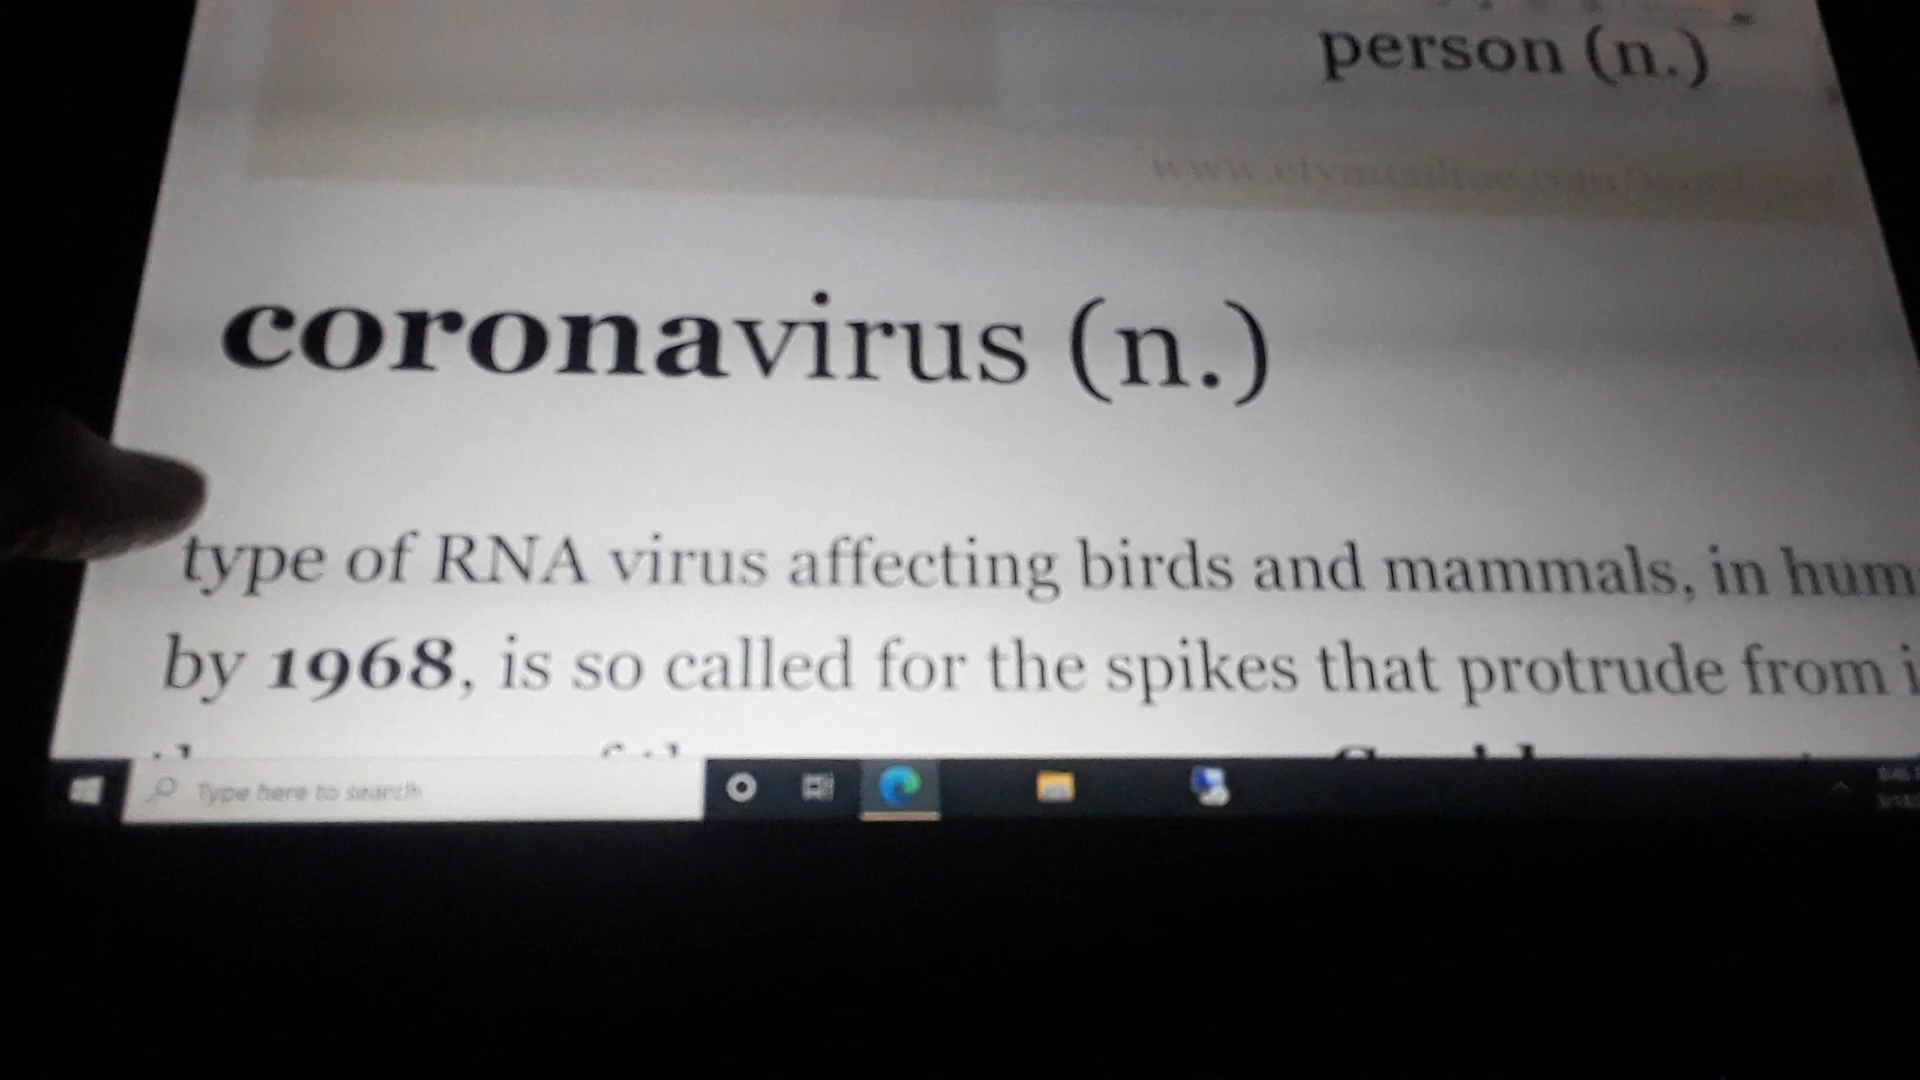 person (n.)
coronavirus (n.)
type of RNA virus affecting birds and mammals, in hum
by 1968, is so called for the spikes that protrude from i
Type here to search